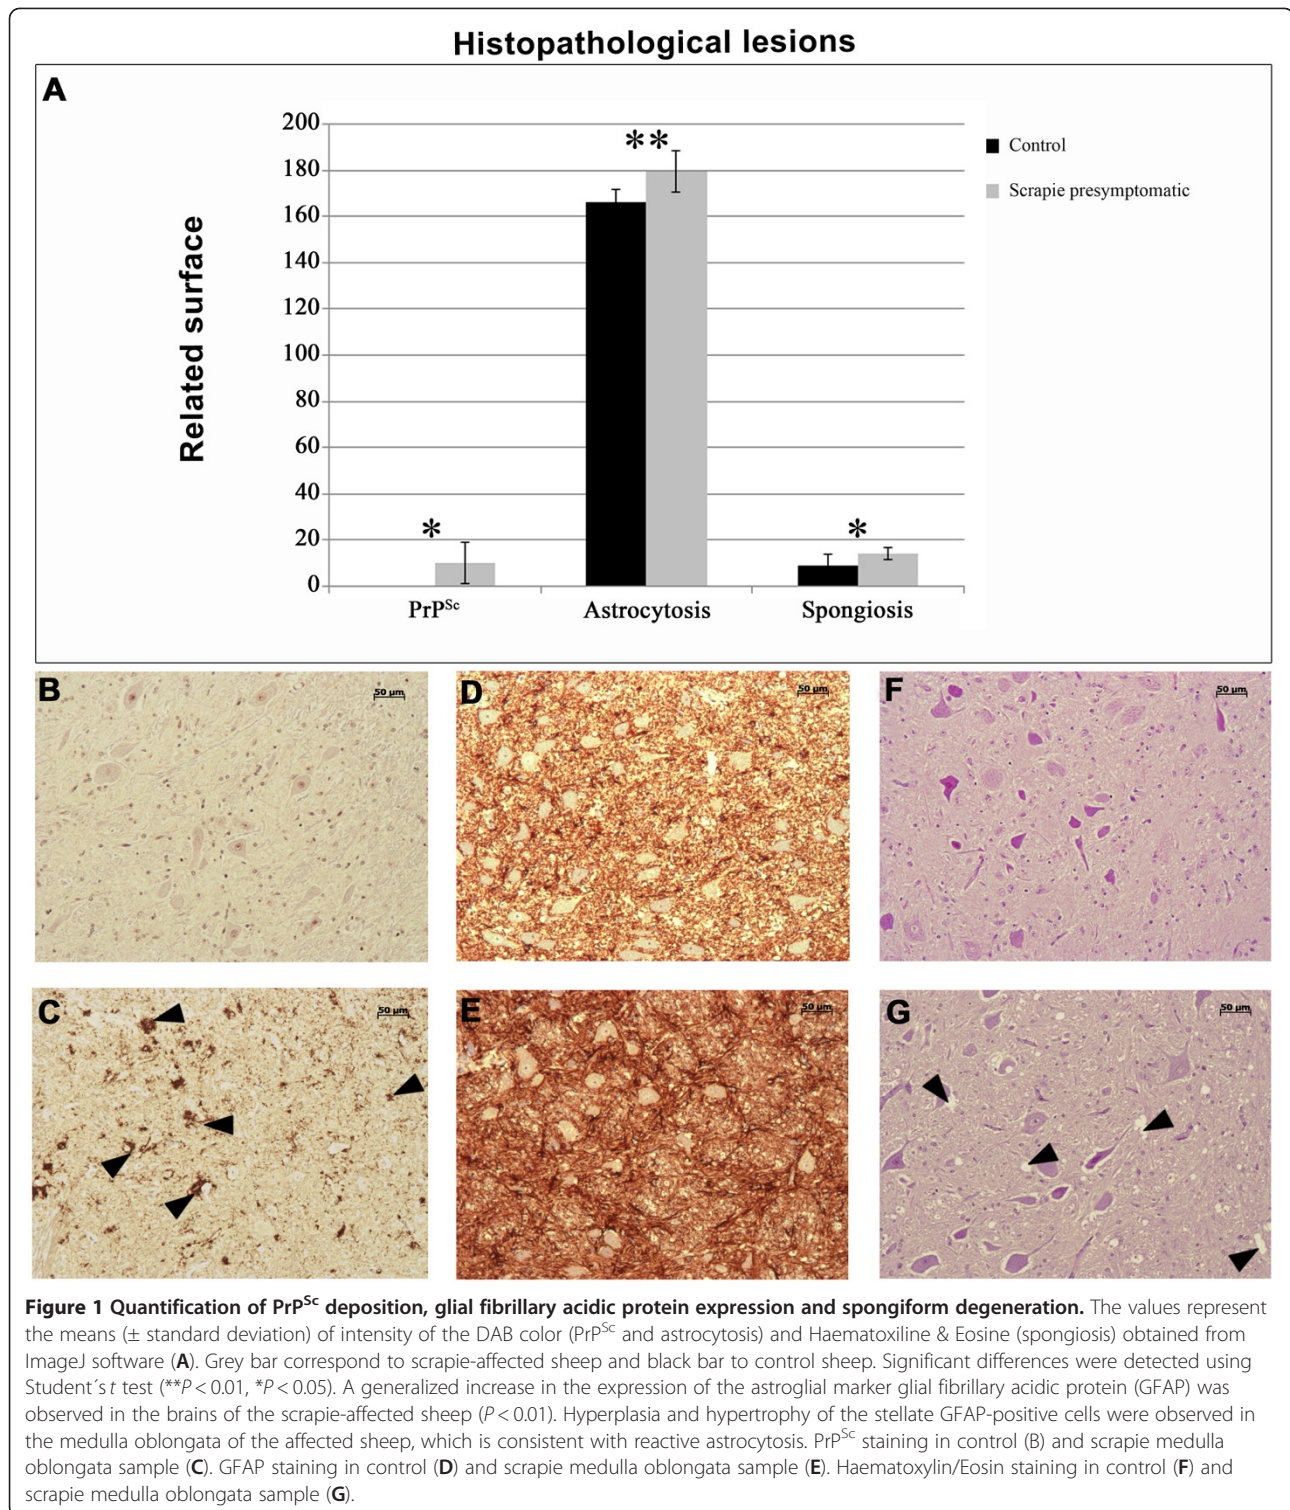 Histopathological lesions
A
200
180
160
140
120
100
80
60
40
20
0
Related surface
*
**
*
PrPSc
Astrocytosis
Spongiosis
Control
Scrapie presymptomatic
B
50 µm
D
50 µm
F
50 µm
C
50 µm
E
50 µm
G
50 µm
Figure 1 Quantification of PrPSc deposition, glial fibrillary acidic protein expression and spongiform degeneration. The values represent
the means (± standard deviation) of intensity of the DAB color (PrPSc and astrocytosis) and Haematoxiline & Eosine (spongiosis) obtained from
ImageJ software (A). Grey bar correspond to scrapie-affected sheep and black bar to control sheep. Significant differences were detected using
Student´s t test (**P < 0.01, *P < 0.05). A generalized increase in the expression of the astroglial marker glial fibrillary acidic protein (GFAP) was
observed in the brains of the scrapie-affected sheep (P < 0.01). Hyperplasia and hypertrophy of the stellate GFAP-positive cells were observed in
the medulla oblongata of the affected sheep, which is consistent with reactive astrocytosis. PrPSc staining in control (B) and scrapie medulla
oblongata sample (C). GFAP staining in control (D) and scrapie medulla oblongata sample (E). Haematoxylin/Eosin staining in control (F) and
scrapie medulla oblongata sample (G).